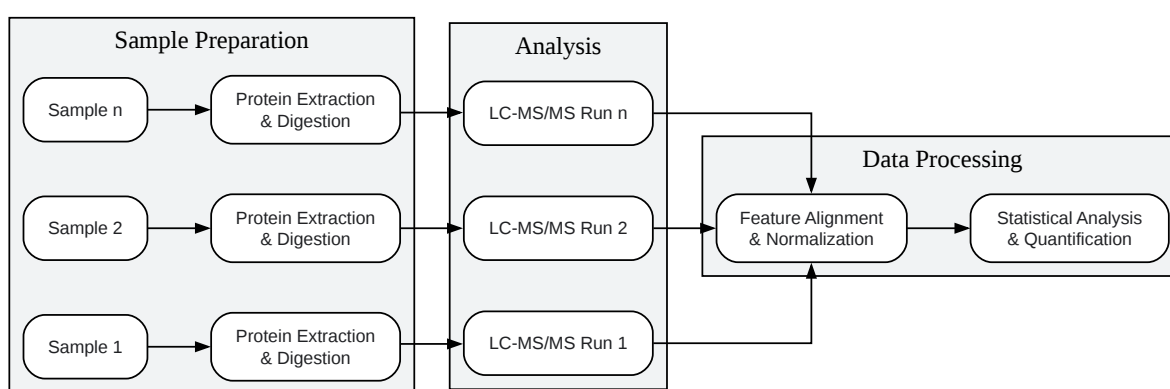 Sample Preparation
Sample n
Protein Extraction
& Digestion
Sample 2
Protein Extraction
& Digestion
Sample 1
Protein Extraction
& Digestion
Analysis
LC-MS/MS Run n
LC-MS/MS Run 2
LC-MS/MS Run 1
Data Processing
Feature Alignment
& Normalization
Statistical Analysis
& Quantification